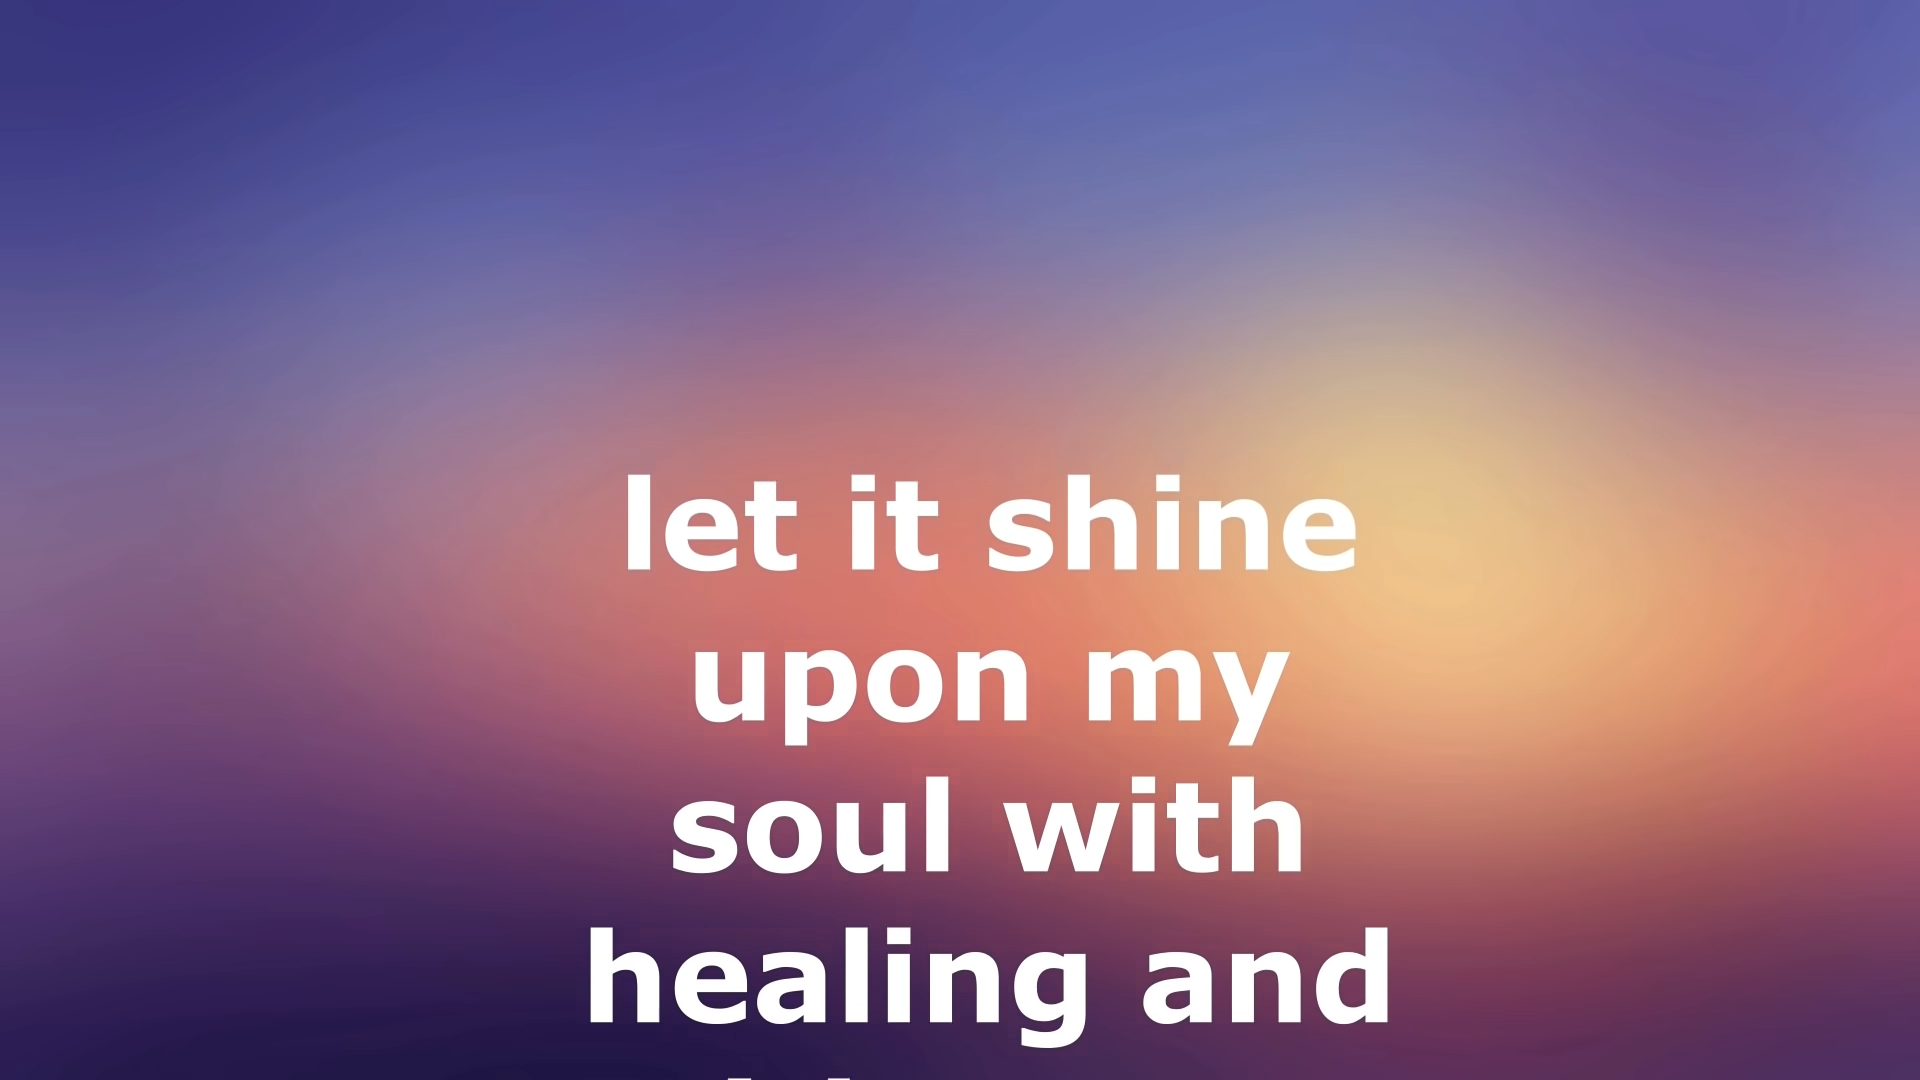 let it shine
upon my
soul with
healing and